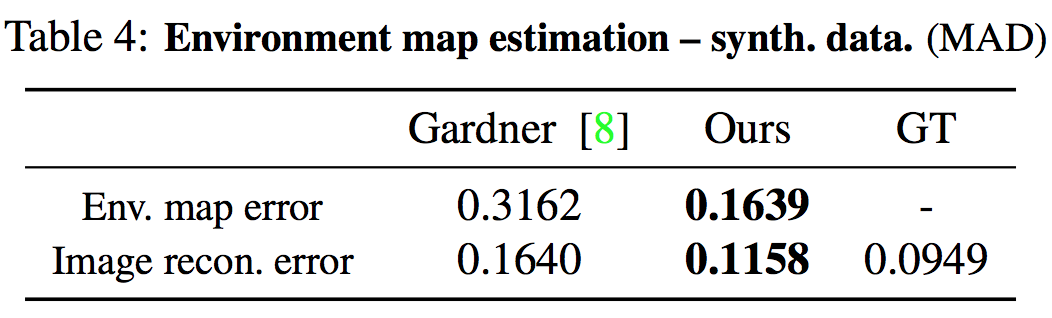 Table 4: Environment map estimation – synth. data. (MAD)
Gardner [8] Ours GT
Env. map error 0.3162 0.1639 -
Image recon. error 0.1640 0.1158 0.0949